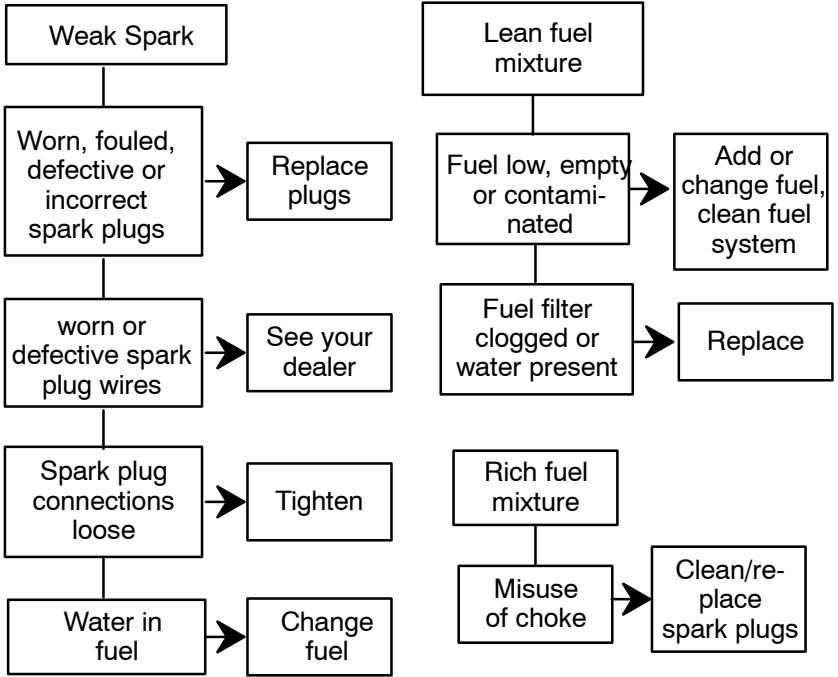 Weak Spark
Worn, fouled,
defective or
incorrect
spark plugs
Replace
plugs
worn or
defective spark
plug wires
See your
dealer
Spark plug
connections
loose
Tighten
Water in
fuel
Change
fuel
Lean fuel
mixture
Fuel low, empty
or contami-
nated
Add or
change fuel,
clean fuel
system
Fuel filter
clogged or
water present
Replace
Rich fuel
mixture
Misuse
of choke
Clean/re-
place
spark plugs